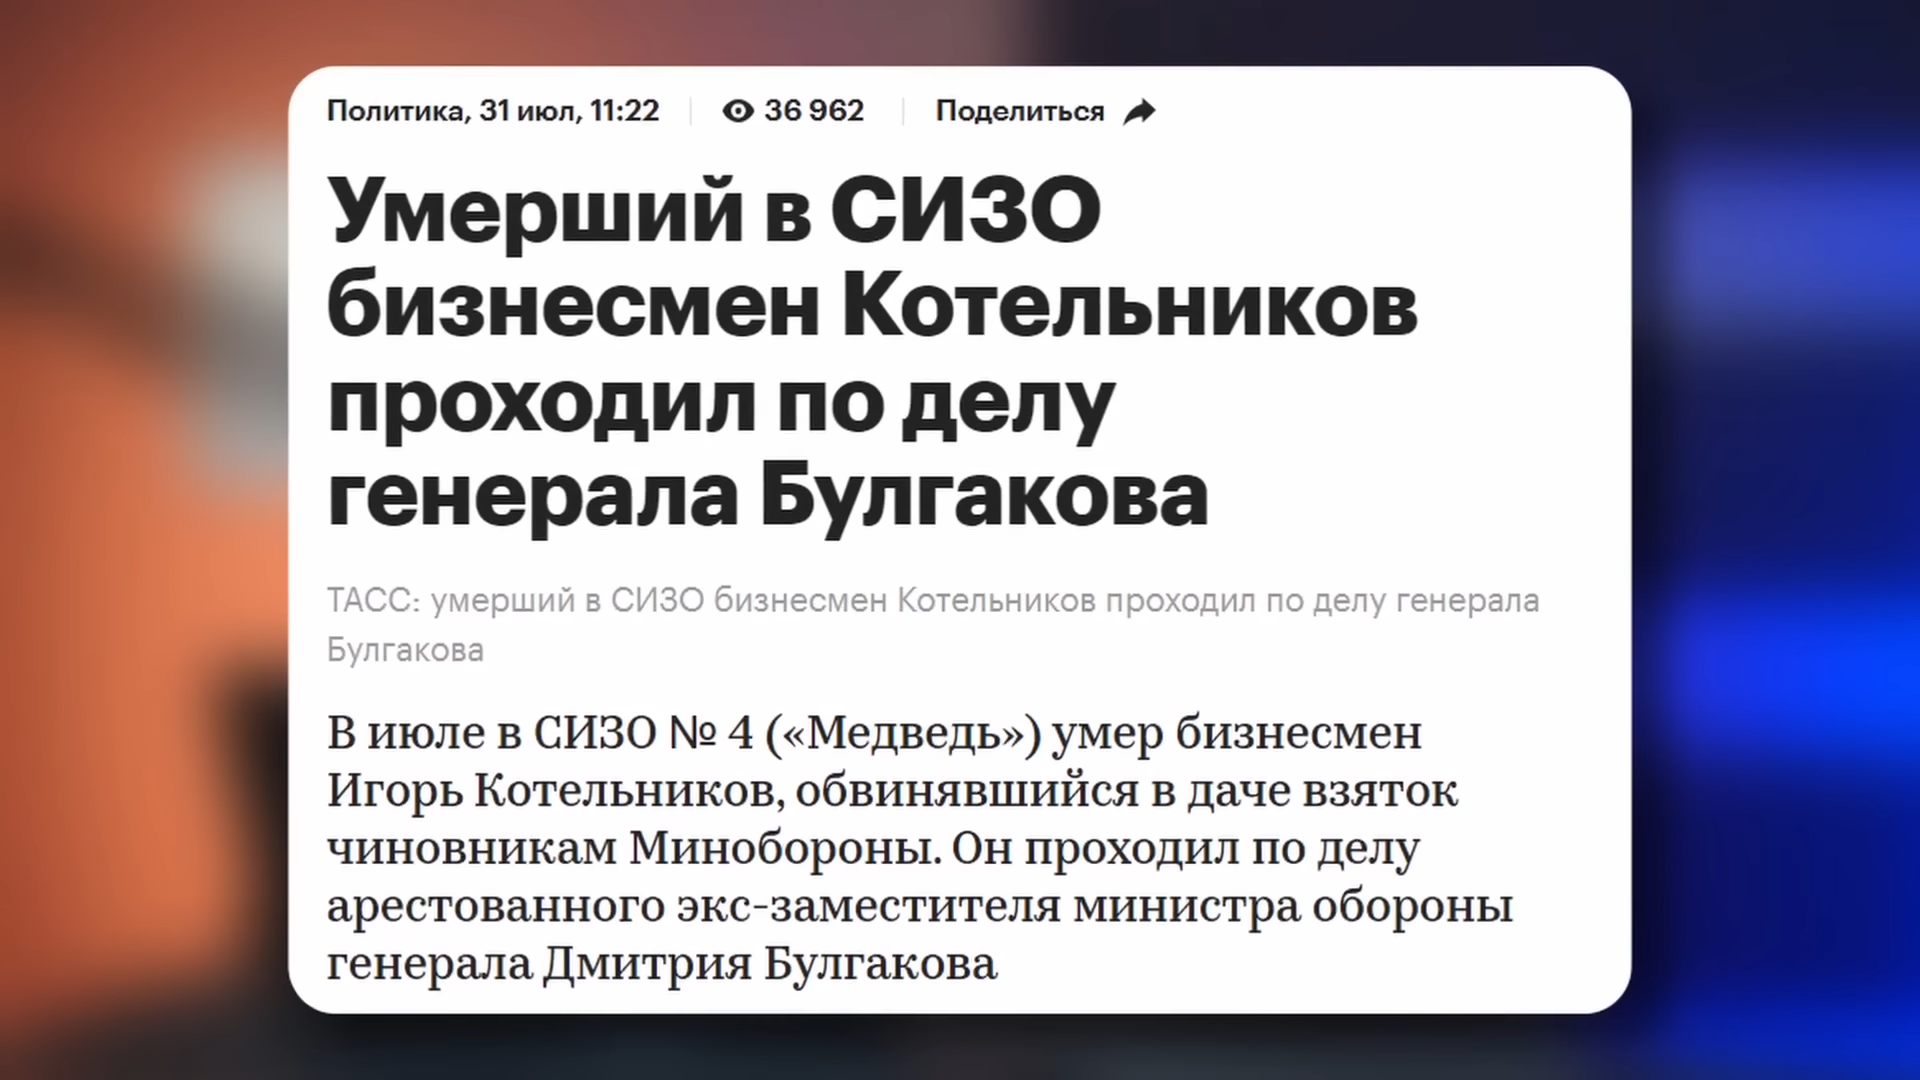 Политика, 31 июл, 11:22 36 962 Поделиться
Умерший в СИЗО
бизнесмен Котельников
проходил по делу
генерала Булгакова
ТАСС: умерший в СИЗО бизнесмен Котельников проходил по делу генерала
Булгакова
В июле в СИЗО № 4 («Медведь») умер бизнесмен
Игорь Котельников, обвинявшийся в даче взяток
чиновникам Минобороны. Он проходил по делу
арестованного экс-заместителя министра обороны
генерала Дмитрия Булгакова